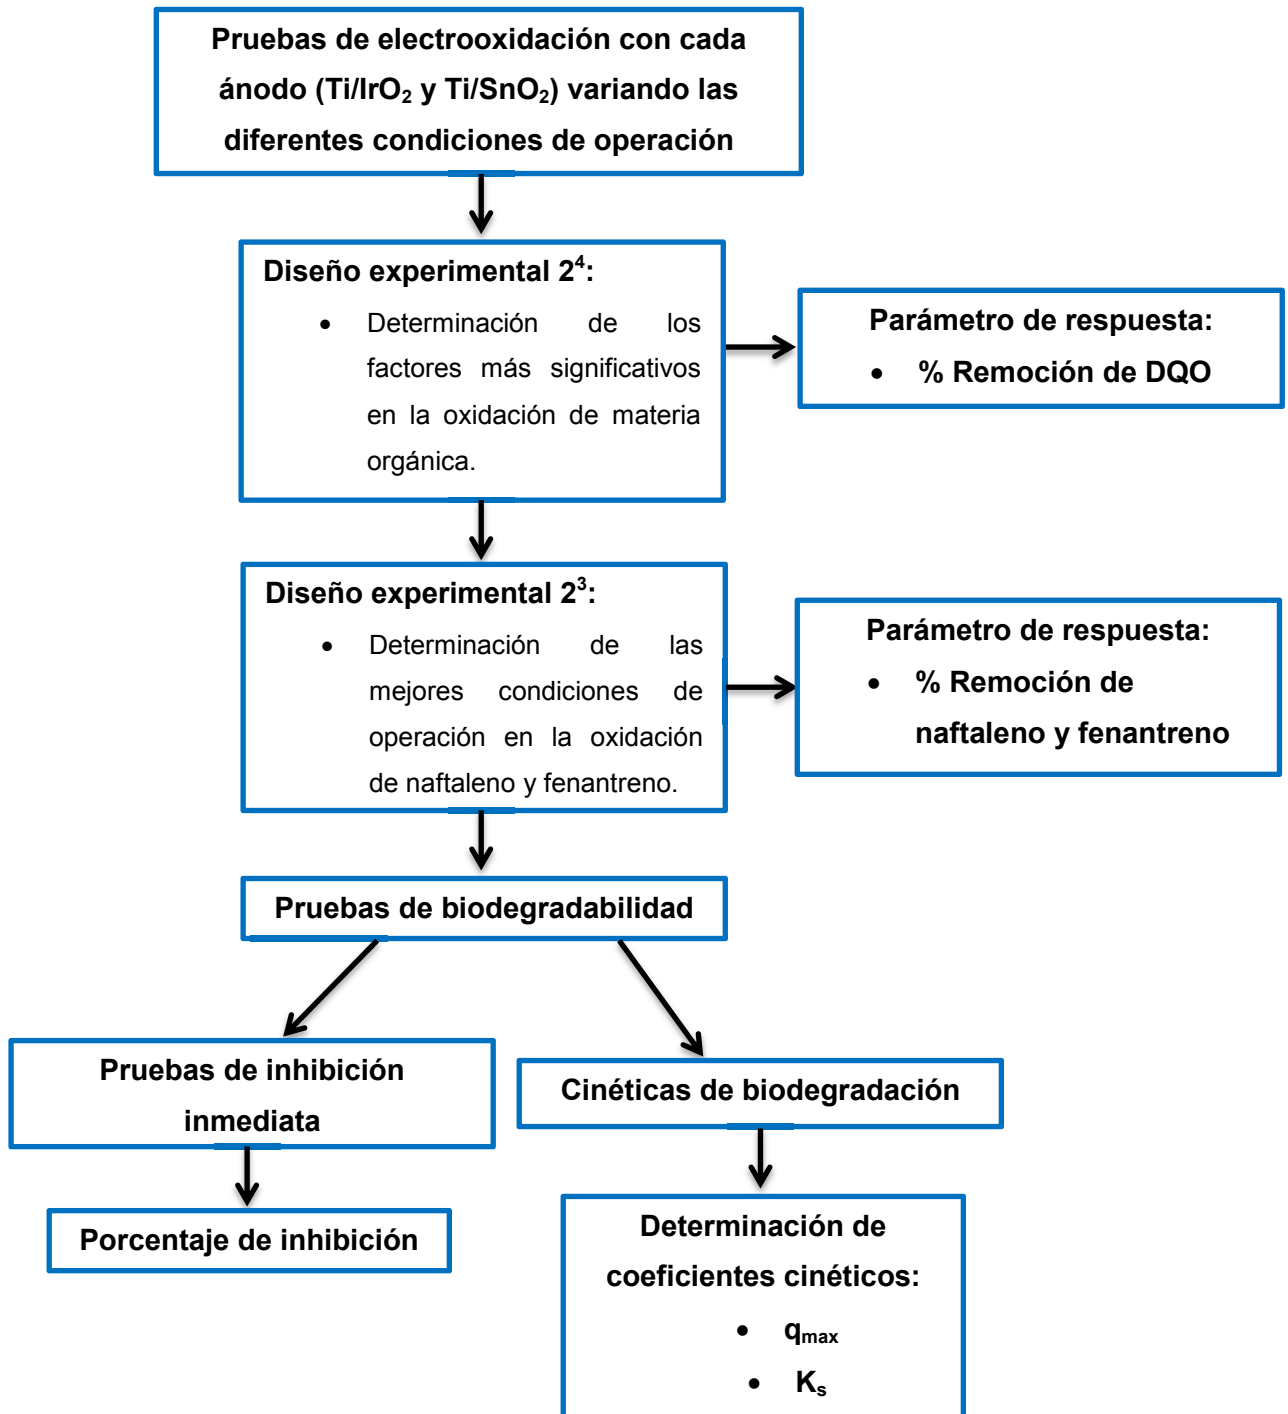 Pruebas de electrooxidación con cada
ánodo (Ti/IrO₂ y Ti/SnO₂) variando las
diferentes condiciones de operación
Diseño experimental 2⁴:
• Determinación de los
factores más significativos
en la oxidación de materia
orgánica.
Parámetro de respuesta:
• % Remoción de DQO
Diseño experimental 2³:
• Determinación de las
mejores condiciones de
operación en la oxidación
de naftaleno y fenantreno.
Parámetro de respuesta:
• % Remoción de
naftaleno y fenantreno
Pruebas de biodegradabilidad
Pruebas de inhibición
inmediata
Cinéticas de biodegradación
Porcentaje de inhibición
Determinación de
coeficientes cinéticos:
• qₘₐₓ
• Kₛ